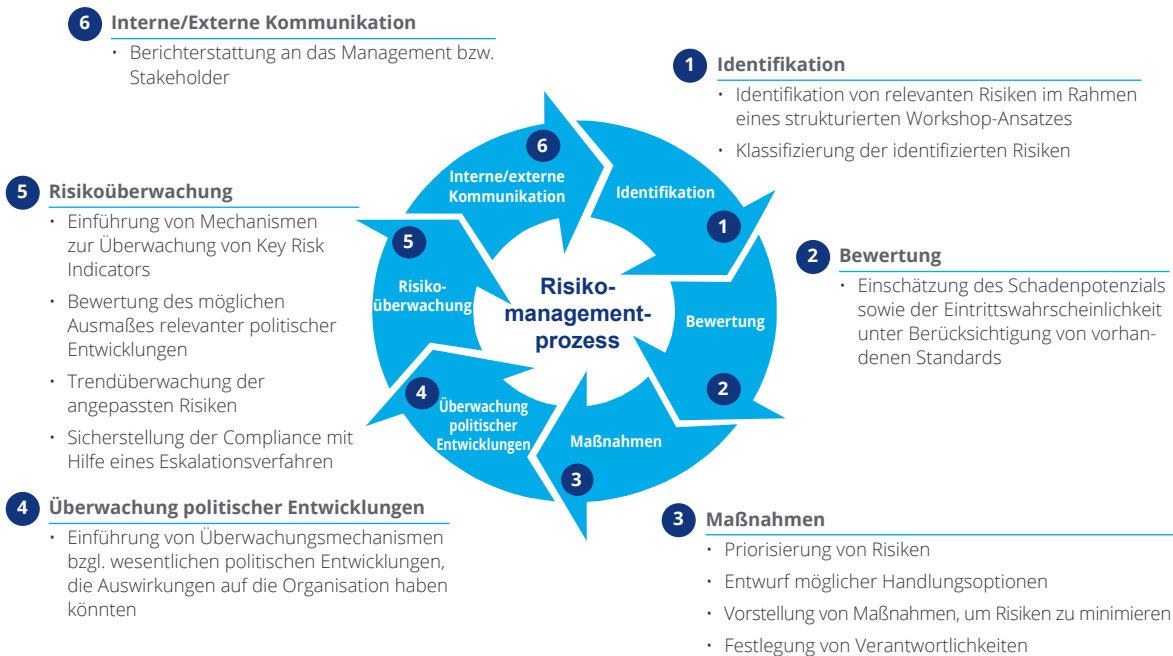 6 Interne/Externe Kommunikation
• Berichterstattung an das Management bzw.
Stakeholder
1 Identifikation
• Identifikation von relevanten Risiken im Rahmen
eines strukturierten Workshop-Ansatzes
• Klassifizierung der identifizierten Risiken
2 Bewertung
• Einschätzung des Schadenpotenzials
sowie der Eintrittswahrscheinlichkeit
unter Berücksichtigung von vorhan-
denen Standards
3 Maßnahmen
• Priorisierung von Risiken
• Entwurf möglicher Handlungsoptionen
• Vorstellung von Maßnahmen, um Risiken zu minimieren
• Festlegung von Verantwortlichkeiten
4 Überwachung politischer Entwicklungen
• Einführung von Überwachungsmechanismen
bzgl. wesentlichen politischen Entwicklungen,
die Auswirkungen auf die Organisation haben
könnten
5 Risikoüberwachung
• Einführung von Mechanismen
zur Überwachung von Key Risk
Indicators
• Bewertung des möglichen
Ausmaßes relevanter politischer
Entwicklungen
• Trendüberwachung der
angepassten Risiken
• Sicherstellung der Compliance mit
Hilfe eines Eskalationsverfahren
Risiko-
management-
prozess
6
Interne/externe
Kommunikation
Identifikation
1
Bewertung
2
Maßnahmen
3
4
Überwachung
politischer
Entwicklungen
5
Risiko-
überwachung